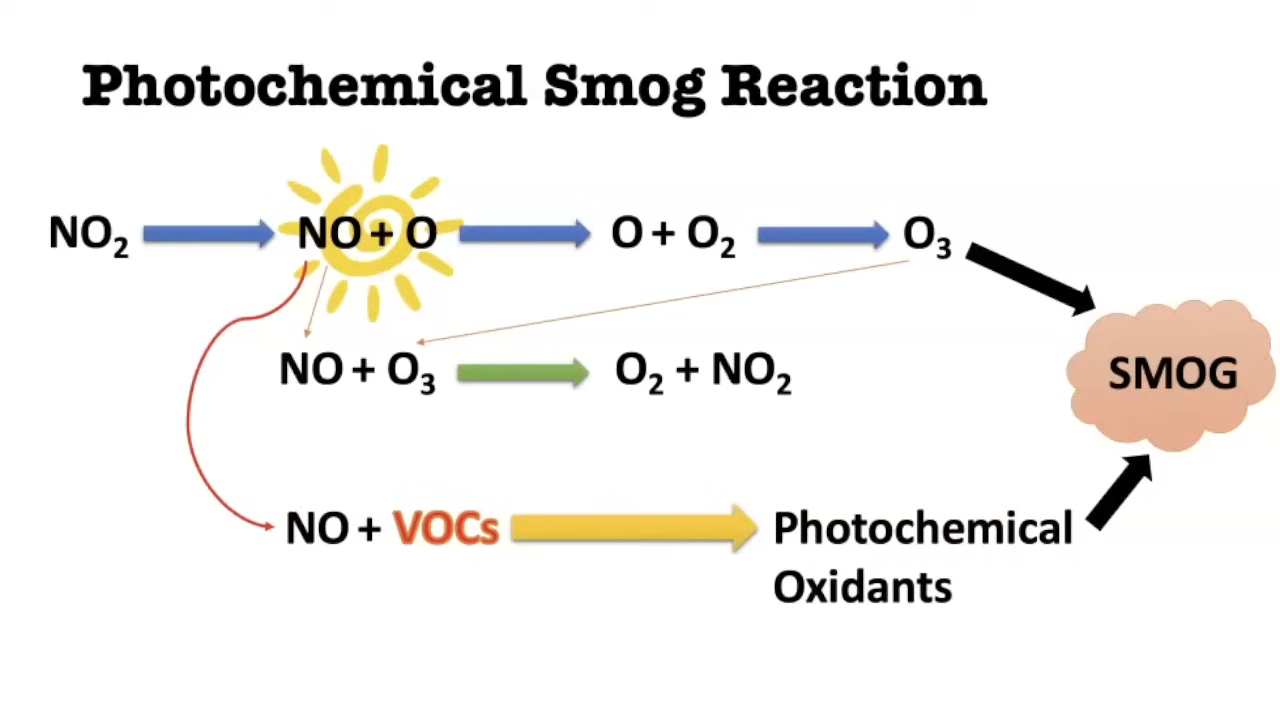 Photochemical Smog Reaction
NO₂ NO + O O + O₂ O₃
NO + O₃ O₂ + NO₂
SMOG
NO + VOCs Photochemical
Oxidants